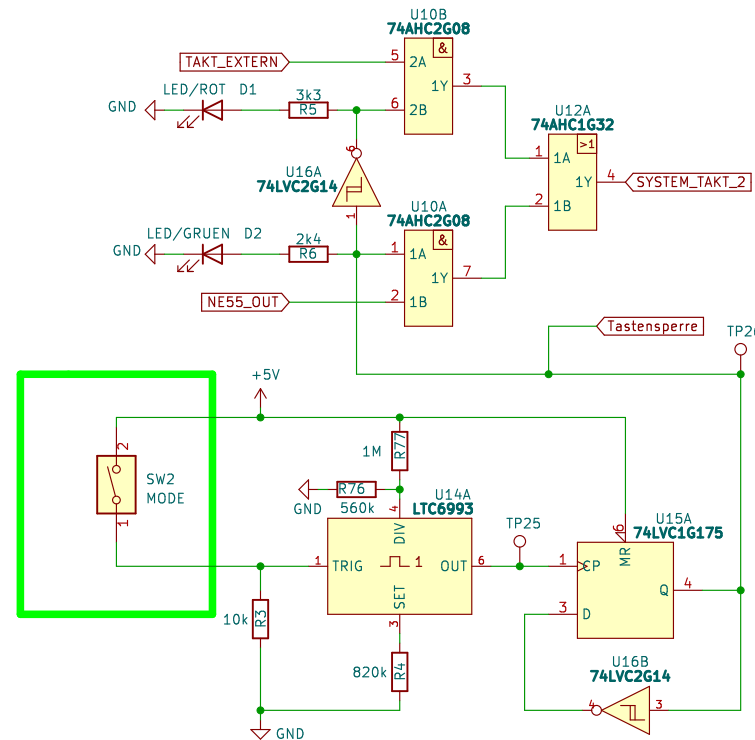 U10B
74AHC2G08
&
TAKT_EXTERN
5
2A
1Y
3
LED/ROT D1
3k3
GND
R5
6
2B
U12A
74AHC1G32
>1
6
1
1A
U16A
74LVC2G14
1Y
4
SYSTEM_TAKT_2
1
U10A
74AHC2G08
2
1B
LED/GRUEN D2
2k4
&
GND
R6
1
1A
1Y
7
NE55_OUT
2
1B
Tastensperre
+5V
2
1M
R77
SW2
MODE
R76
U14A
GND
560k
4
LTC6993
1
TP25
U15A
16
74LVC1G175
DIV
MR
1
TRIG
1
OUT
6
1
CP
SET
Q
4
3
D
10k
R3
3
820k
R4
U16B
74LVC2G14
4
3
GND